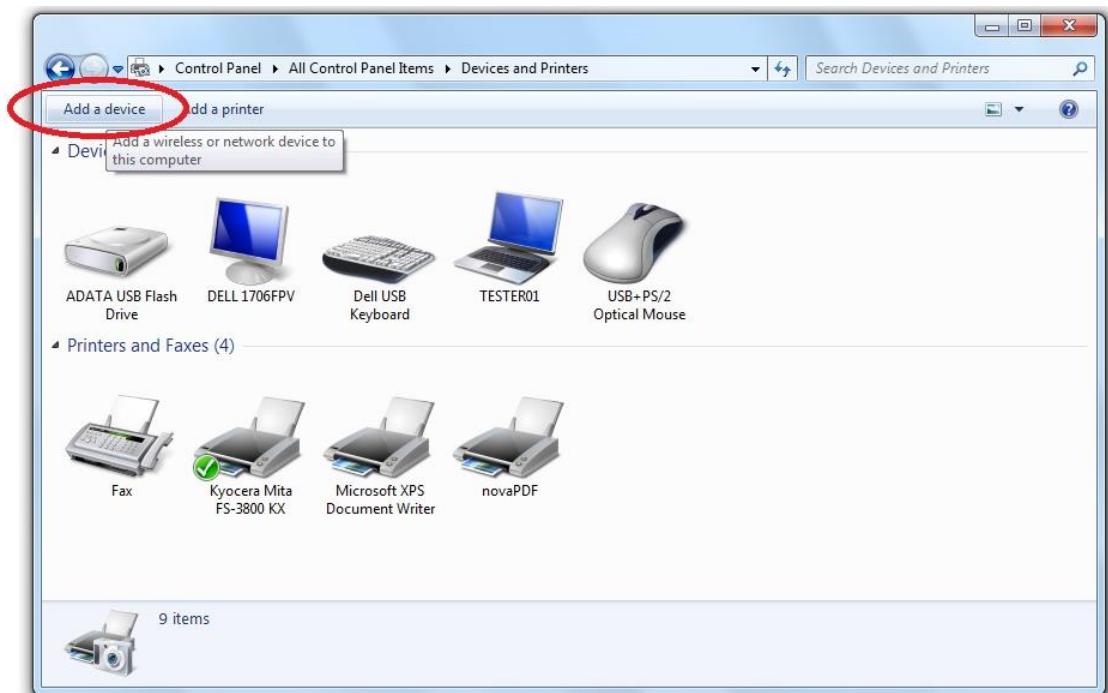 Control Panel ▸ All Control Panel Items ▸ Devices and Printers
Search Devices and Printers
Add a device
dd a printer
Add a wireless or network device to
this computer
Devi
ADATA USB Flash
Drive
DELL 1706FPV
Dell USB
Keyboard
TESTER01
USB+PS/2
Optical Mouse
Printers and Faxes (4)
Fax
Kyocera Mita
FS-3800 KX
Microsoft XPS
Document Writer
novaPDF
9 items